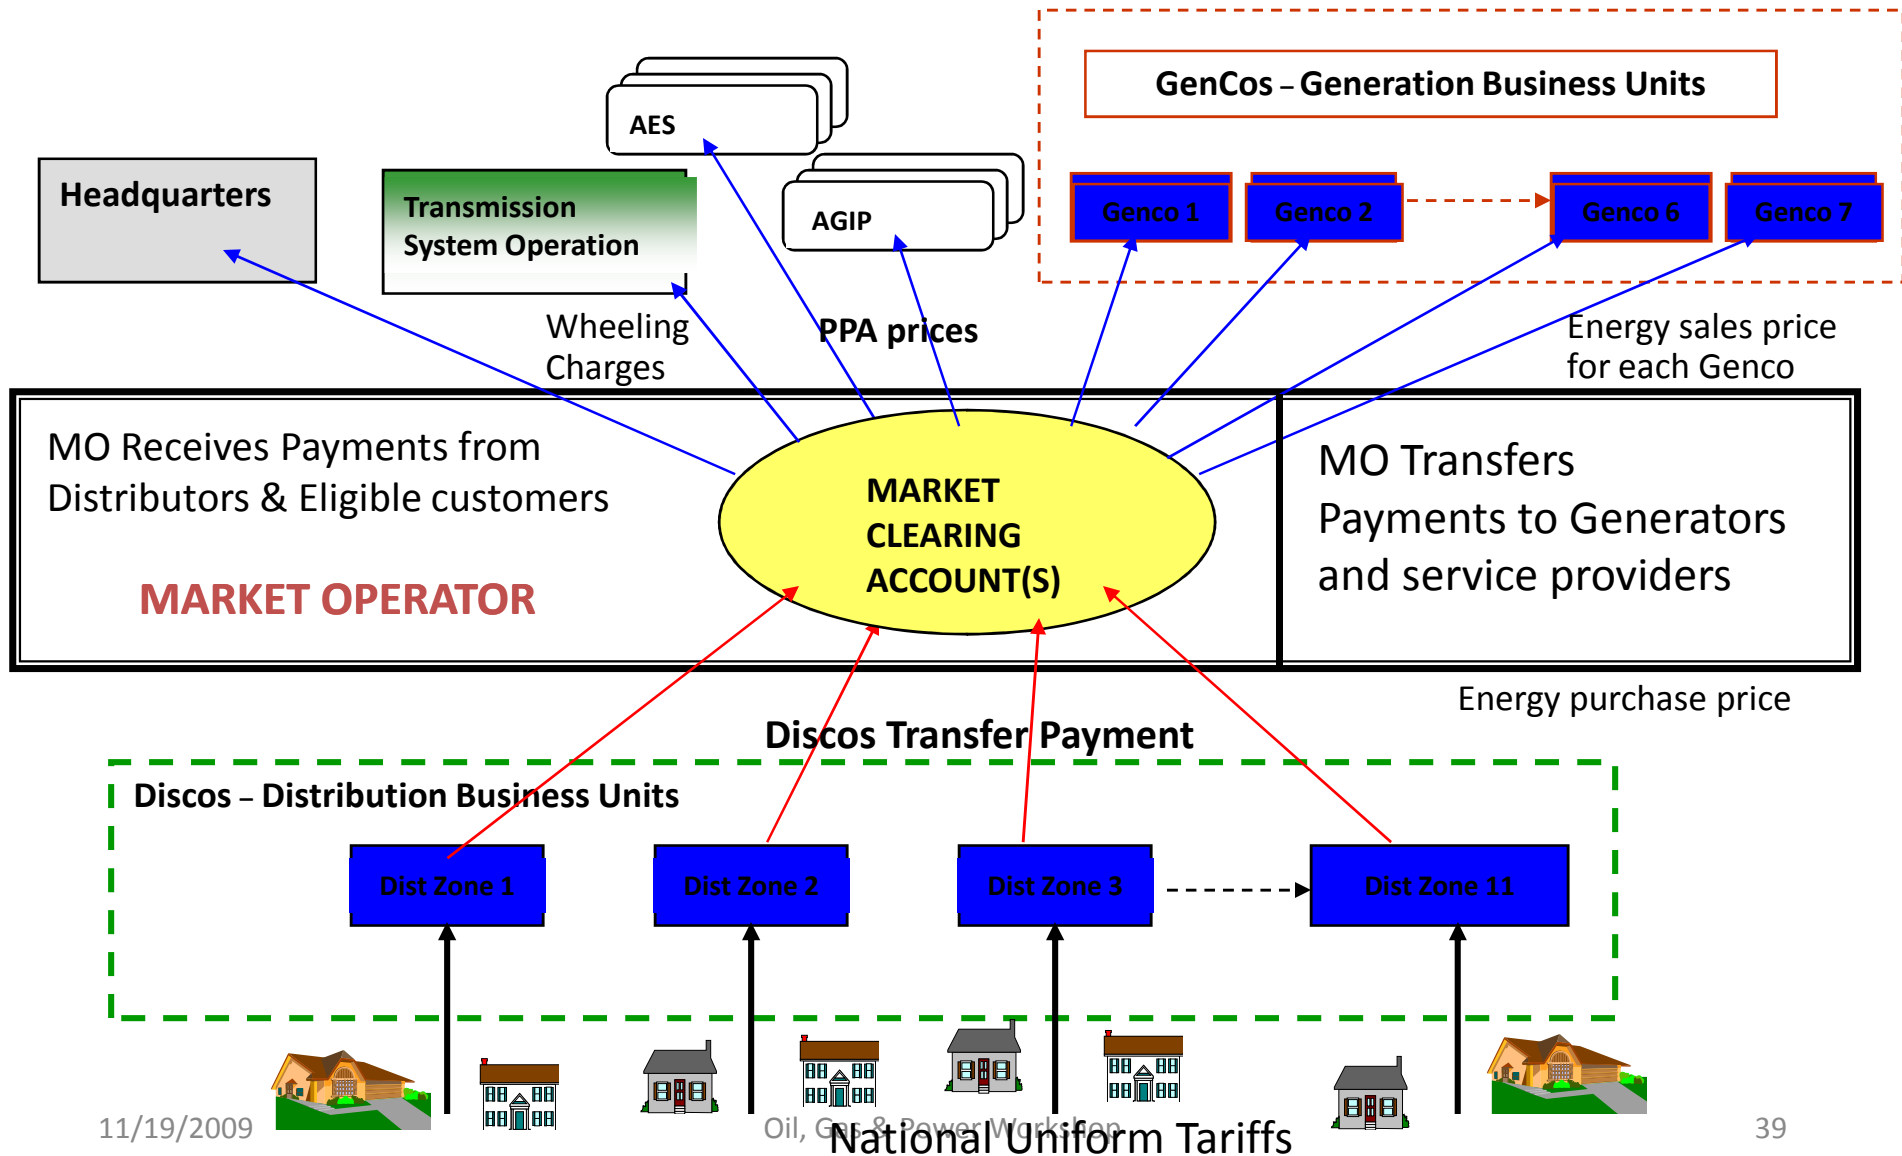 GenCos – Generation Business Units
AES
Headquarters
Transmission
System Operation
AGIP
Genco 1
Genco 2
Genco 6
Genco 7
Wheeling
Charges
PPA prices
Energy sales price
for each Genco
MO Receives Payments from
Distributors & Eligible customers
MARKET OPERATOR
MARKET
CLEARING
ACCOUNT(S)
MO Transfers
Payments to Generators
and service providers
Energy purchase price
Discos Transfer Payment
Discos – Distribution Business Units
Dist Zone 1
Dist Zone 2
Dist Zone 3
Dist Zone 11
11/19/2009
Oil, Gas & Power Workshop
National Uniform Tariffs
39